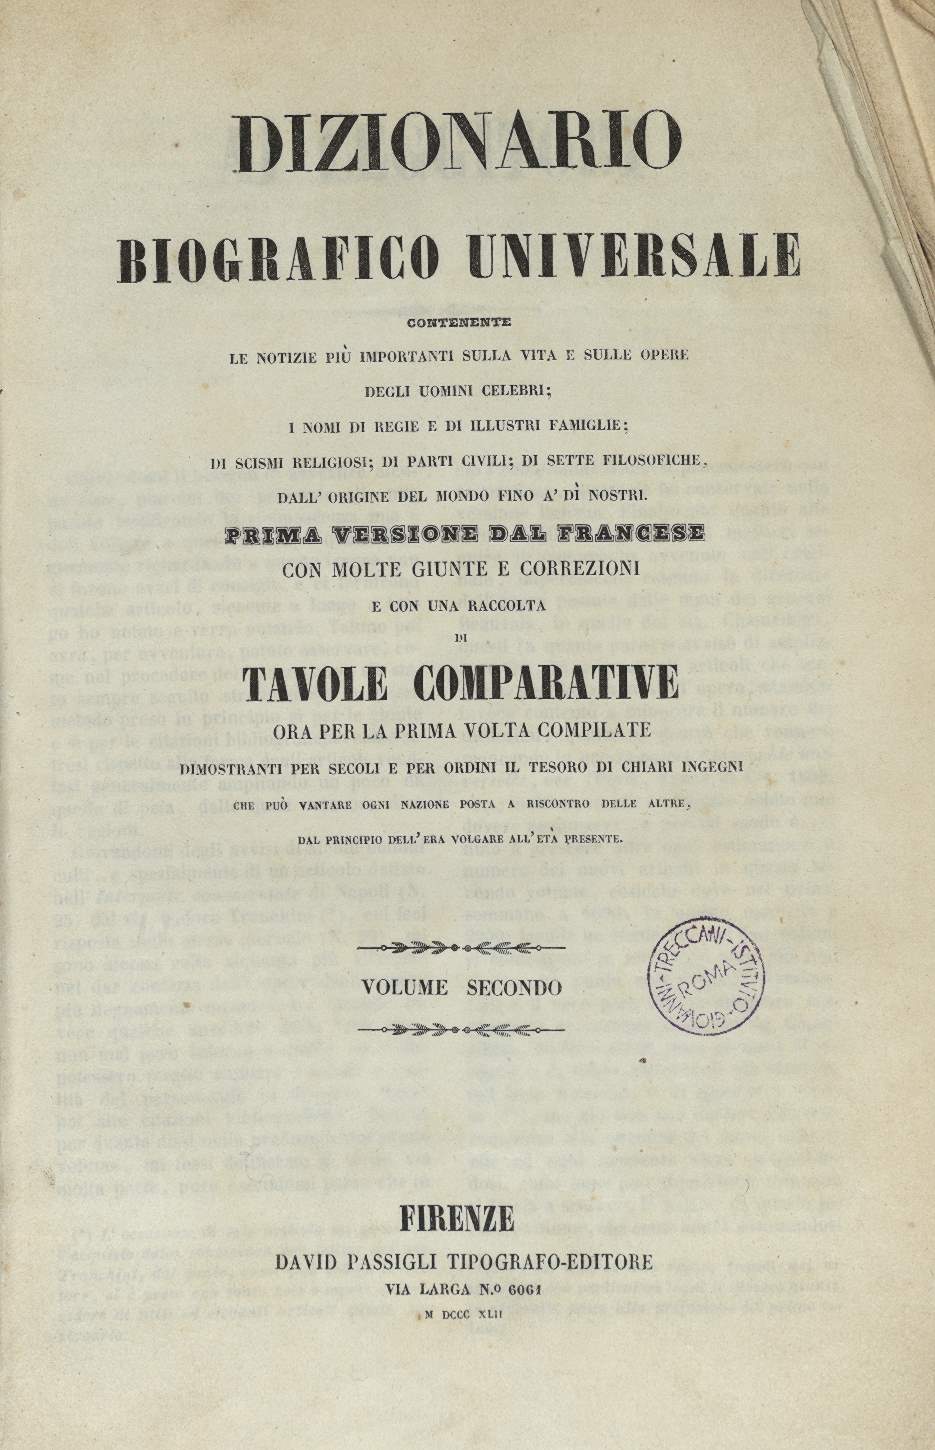 DIZIONARIO
BIOGRAFICO UNIVERSALE
CONTENENTE
LE NOTIZIE PIÙ IMPORTANTI SULLA VITA E SULLE OPERE
DEGLI UOMINI CELEBRI;
I NOMI DI REGIE E DI ILLUSTRI FAMIGLIE;
DI SCISMI RELIGIOSI; DI PARTI CIVILI; DI SETTE FILOSOFICHE,
DALL' ORIGINE DEL MONDO FINO A' DÌ NOSTRI.
PRIMA VERSIONE DAL FRANCESE
CON MOLTE GIUNTE E CORREZIONI
E CON UNA RACCOLTA
DI
TAVOLE COMPARATIVE
ORA PER LA PRIMA VOLTA COMPILATE
DIMOSTRANTI PER SECOLI E PER ORDINI IL TESORO DI CHIARI INGEGNI
CHE PUÒ VANTARE OGNI NAZIONE POSTA A RISCONTRO DELLE ALTRE,
DAL PRINCIPIO DELL' ERA VOLGARE ALL' ETÀ PRESENTE.
VOLUME SECONDO
GIOVANNI-TRECCANI-ISTITVTO-
ROMA
FIRENZE
DAVID PASSIGLI TIPOGRAFO-EDITORE
VIA LARGA N.º 6061
M DCCC XLII